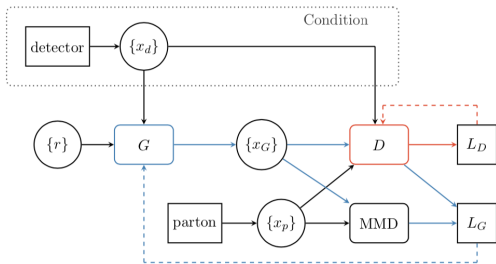 Condition
detector
{x_d}
{r}
G
{x_G}
D
L_D
parton
{x_p}
MMD
L_G